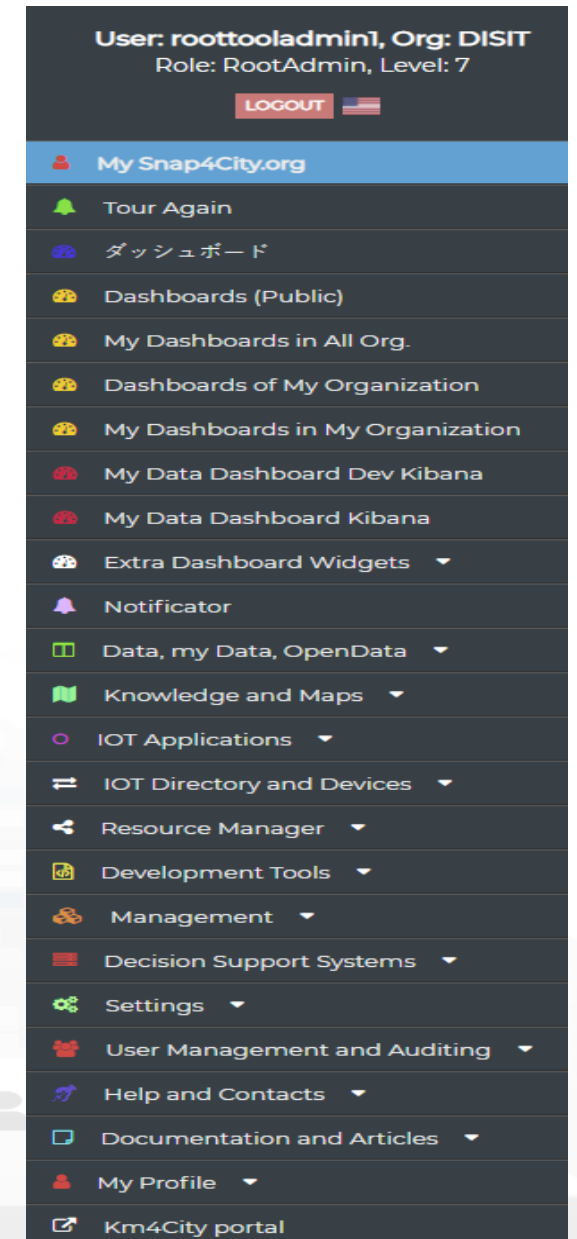 User: roottooladmin1, Org: DISIT
Role: RootAdmin, Level: 7
LOGOUT
My Snap4City.org
Tour Again
ダッシュボード
Dashboards (Public)
My Dashboards in All Org.
Dashboards of My Organization
My Dashboards in My Organization
My Data Dashboard Dev Kibana
My Data Dashboard Kibana
Extra Dashboard Widgets
Notificator
Data, my Data, OpenData
Knowledge and Maps
IOT Applications
IOT Directory and Devices
Resource Manager
Development Tools
Management
Decision Support Systems
Settings
User Management and Auditing
Help and Contacts
Documentation and Articles
My Profile
Km4City portal